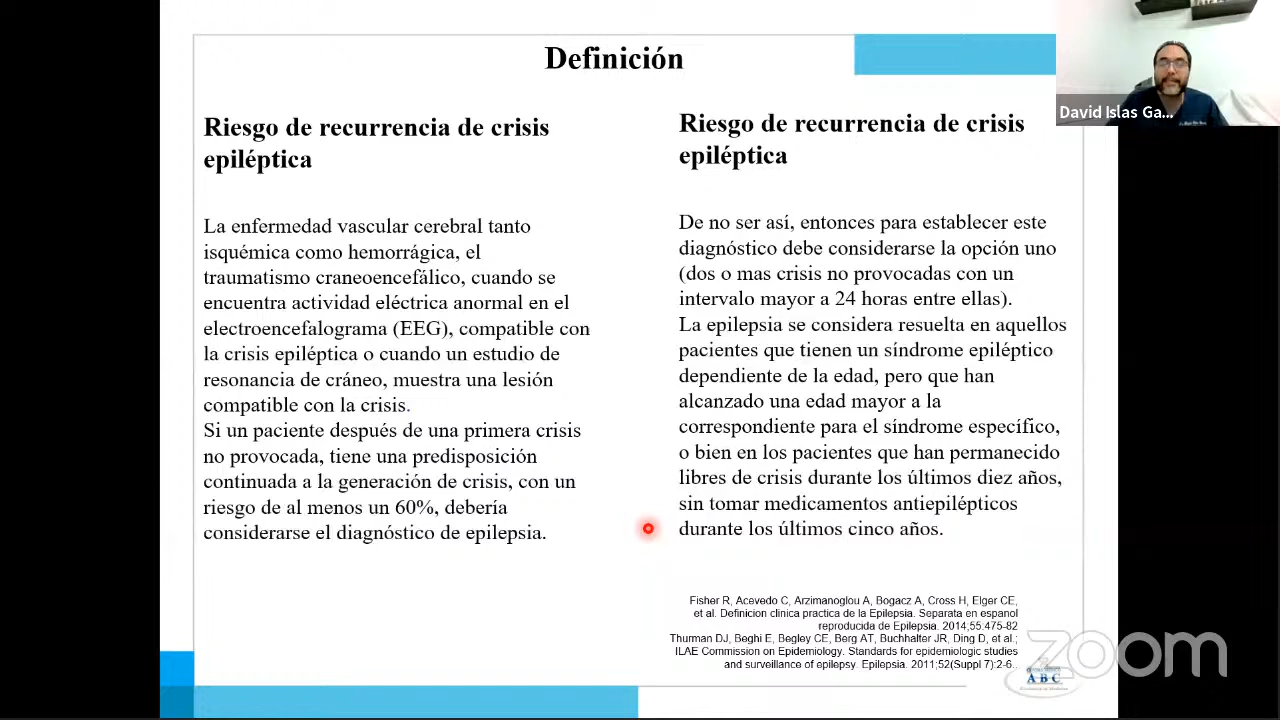 Definición
Riesgo de recurrencia de crisis
epiléptica
La enfermedad vascular cerebral tanto
isquémica como hemorrágica, el
traumatismo craneoencefálico, cuando se
encuentra actividad eléctrica anormal en el
electroencefalograma (EEG), compatible con
la crisis epiléptica o cuando un estudio de
resonancia de cráneo, muestra una lesión
compatible con la crisis.
Si un paciente después de una primera crisis
no provocada, tiene una predisposición
continuada a la generación de crisis, con un
riesgo de al menos un 60%, debería
considerarse el diagnóstico de epilepsia.
Riesgo de recurrencia de crisis
epiléptica
De no ser así, entonces para establecer este
diagnóstico debe considerarse la opción uno
(dos o mas crisis no provocadas con un
intervalo mayor a 24 horas entre ellas).
La epilepsia se considera resuelta en aquellos
pacientes que tienen un síndrome epiléptico
dependiente de la edad, pero que han
alcanzado una edad mayor a la
correspondiente para el síndrome específico,
o bien en los pacientes que han permanecido
libres de crisis durante los últimos diez años,
sin tomar medicamentos antiepilépticos
durante los últimos cinco años.
Fisher R, Acevedo C, Arzimanoglou A, Bogacz A, Cross H, Elger CE,
et al. Definicion clinica practica de la Epilepsia. Separata en espanol
reproducida de Epilepsia. 2014;55:475-82
Thurman DJ, Beghi E, Begley CE, Berg AT, Buchhalter JR, Ding D, et al.;
ILAE Commission on Epidemiology. Standards for epidemiologic studies
and surveillance of epilepsy. Epilepsia. 2011;52(Suppl 7):2-6..
David Islas Ga...
zoom
ABC